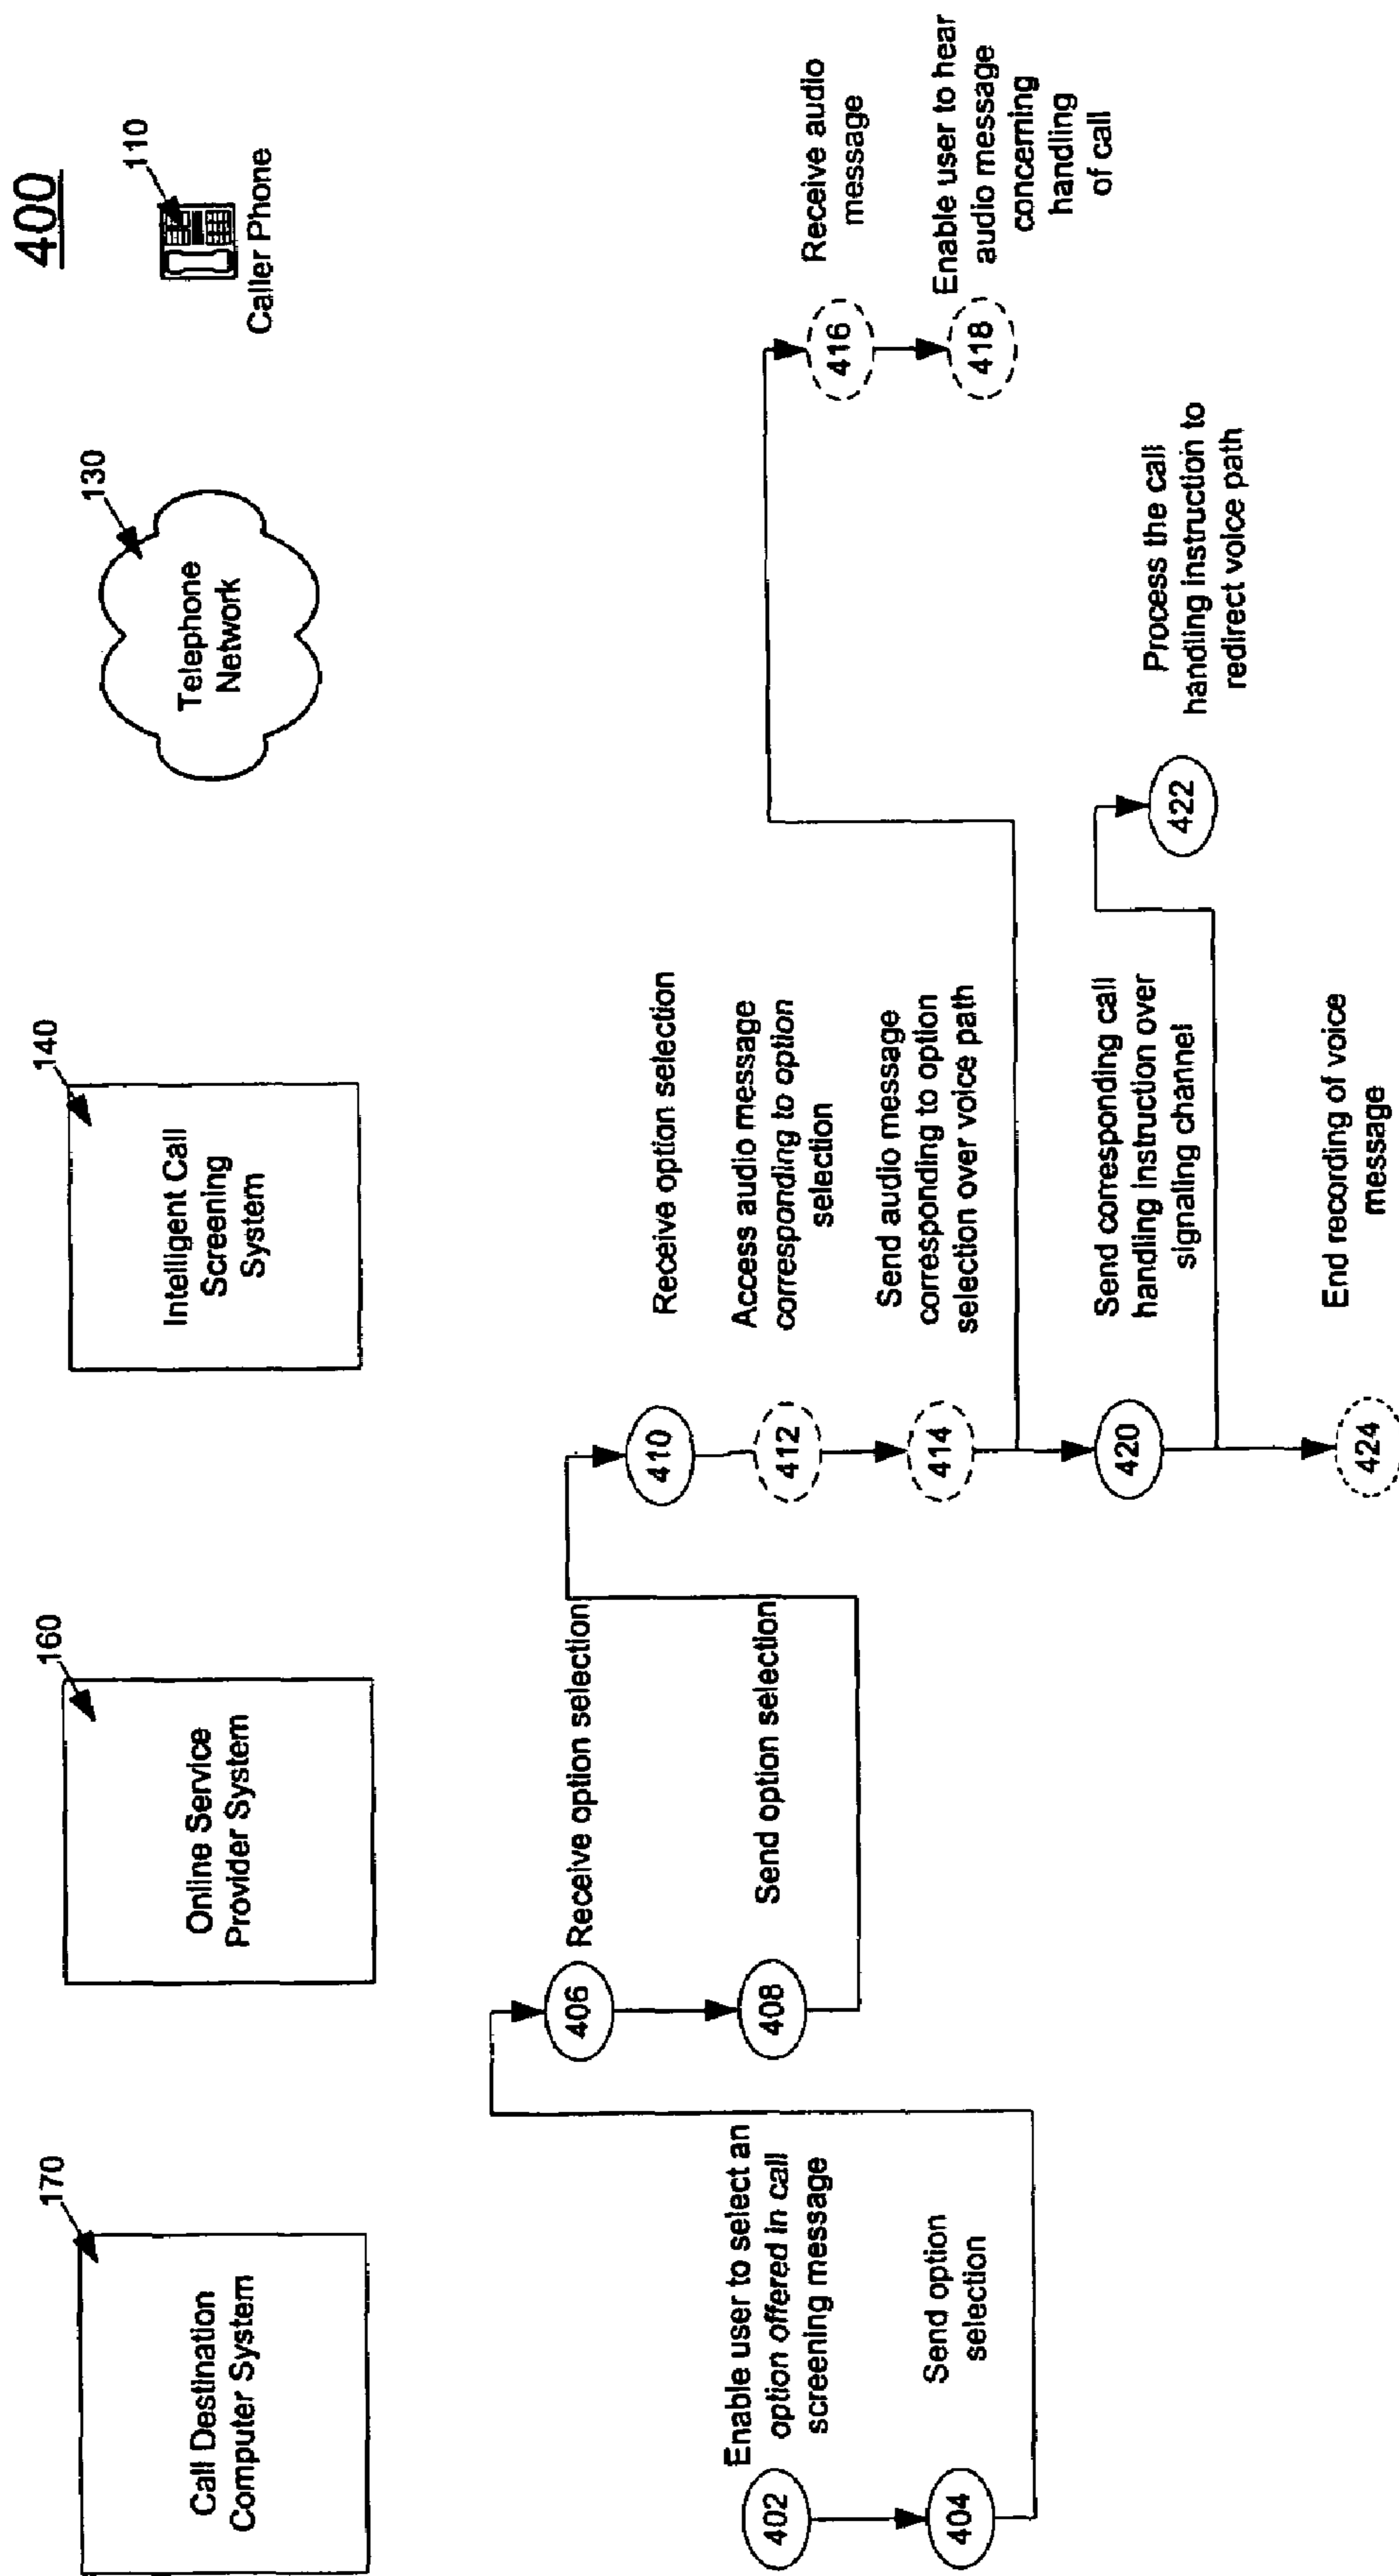 400
170
Call Destination
Computer System
160
Online Service
Provider System
140
Intelligent Call
Screening
System
130
Telephone
Network
110
Caller Phone
402
Enable user to select an
option offered in call
screening message
404
Send option
selection
406
Receive option selection
408
Send option selection
410
Receive option selection
412
Access audio message
corresponding to option
selection
414
Send audio message
corresponding to option
selection over voice path
416
Receive audio
message
418
Enable user to hear
audio message
concerning
handling
of call
420
Send corresponding call
handling instruction over
signaling channel
422
Process the call
handling instruction to
redirect voice path
424
End recording of voice
message